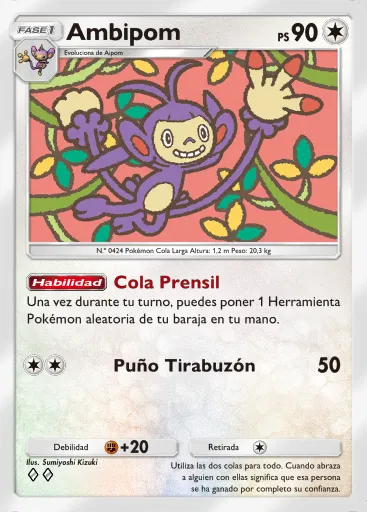 FASE 1
Ambipom
PS 90
Evoluciona de Aipom
N.º 0424 Pokémon Cola Larga Altura: 1,2 m Peso: 20,3 kg
Habilidad Cola Prensil
Una vez durante tu turno, puedes poner 1 Herramienta
Pokémon aleatoria de tu baraja en tu mano.
Puño Tirabuzón 50
Debilidad +20 Retirada
Ilus. Sumiyoshi Kizuki
Utiliza las dos colas para todo. Cuando abraza
a alguien con ellas significa que esa persona
se ha ganado por completo su confianza.